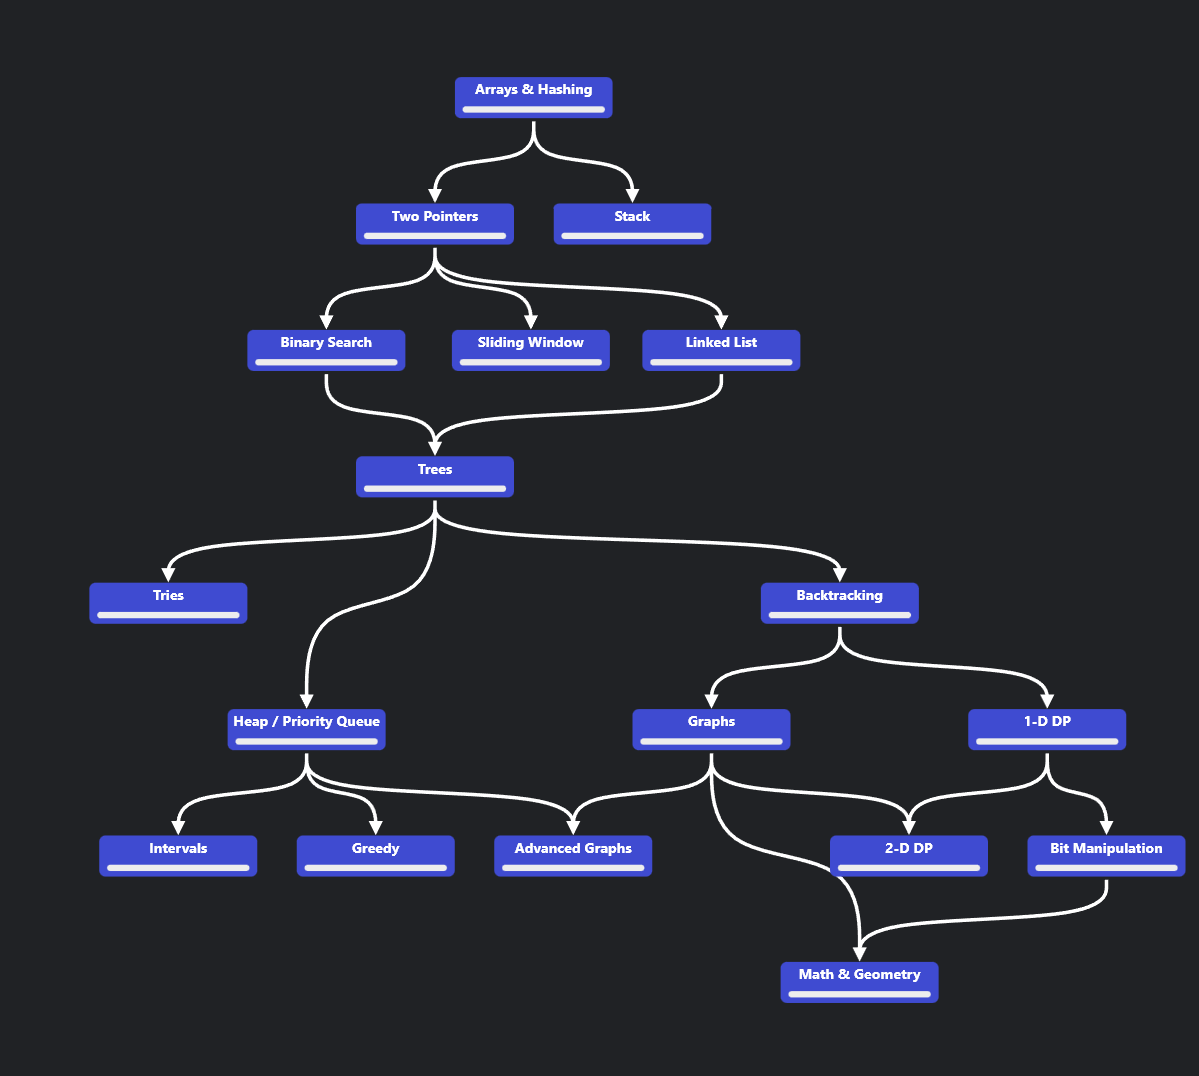 Arrays & Hashing
Two Pointers
Stack
Binary Search
Sliding Window
Linked List
Trees
Tries
Backtracking
Heap / Priority Queue
Graphs
1-D DP
Intervals
Greedy
Advanced Graphs
2-D DP
Bit Manipulation
Math & Geometry